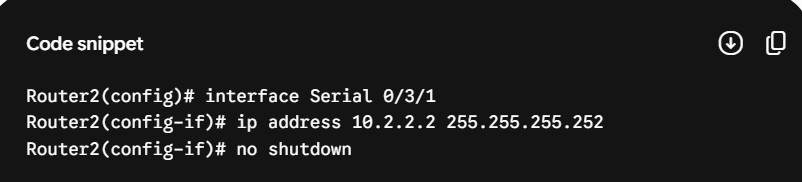 Code snippet
Router2(config)# interface Serial 0/3/1
Router2(config-if)# ip address 10.2.2.2 255.255.255.252
Router2(config-if)# no shutdown